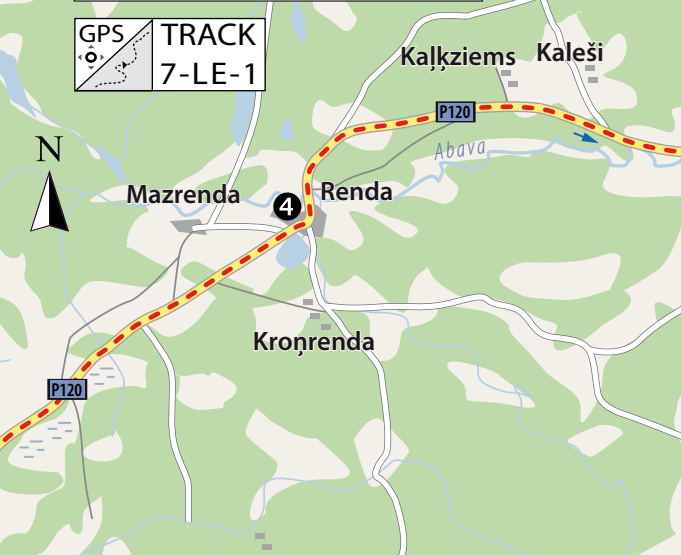 GPS
TRACK
7-LE-1
Kaļķziems
Kaleši
P120
N
Abava
Mazrenda
4
Renda
Kroņrenda
P120